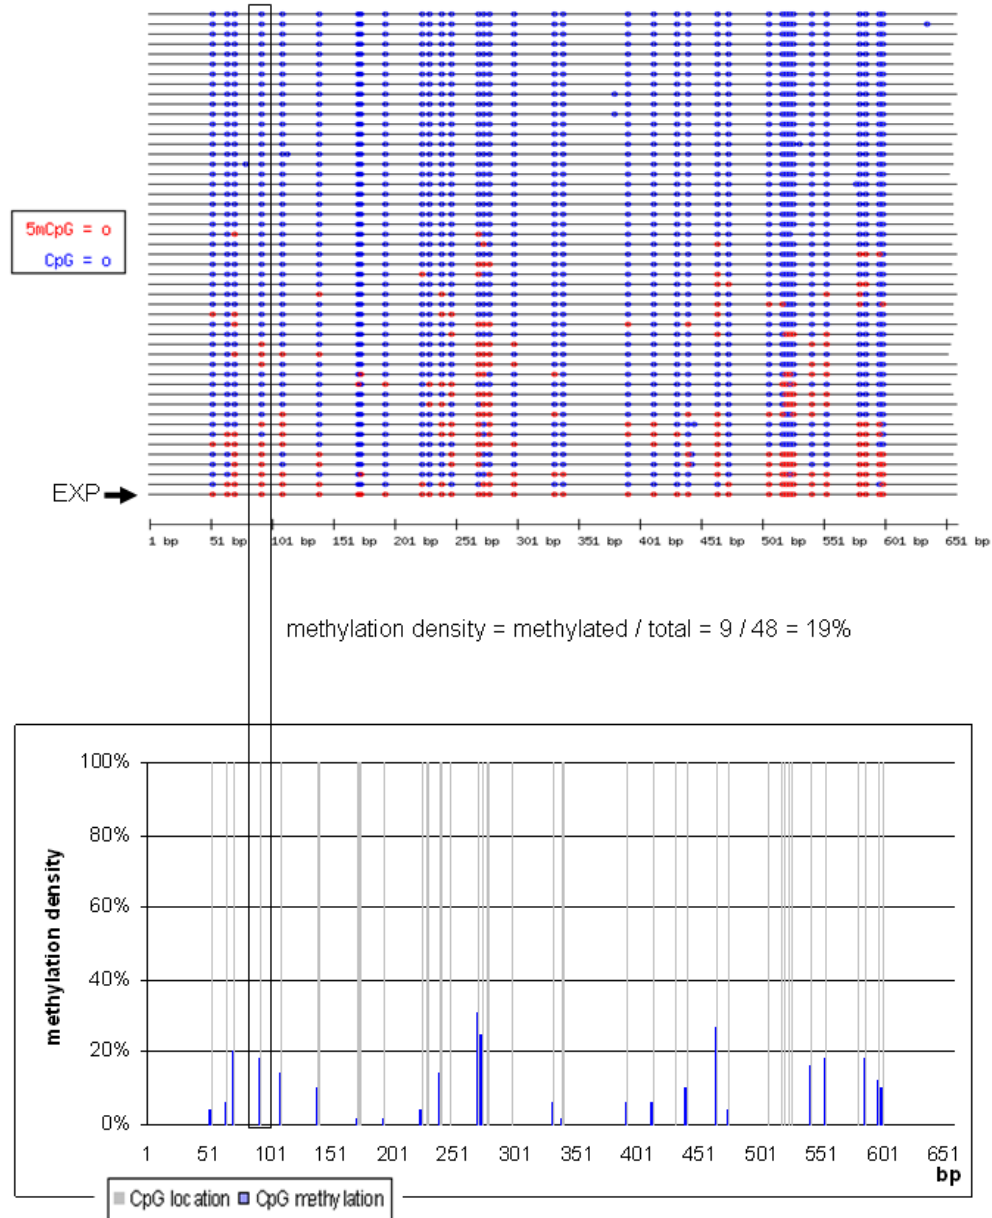 5mCpG = o
CpG = o
EXP
1 bp 51 bp 101 bp 151 bp 201 bp 251 bp 301 bp 351 bp 401 bp 451 bp 501 bp 551 bp 601 bp 651 bp
methylation density = methylated / total = 9 / 48 = 19%
100%
80%
60%
40%
20%
0%
methylation density
1 51 101 151 201 251 301 351 401 451 501 551 601 651
bp
CpG location CpG methylation